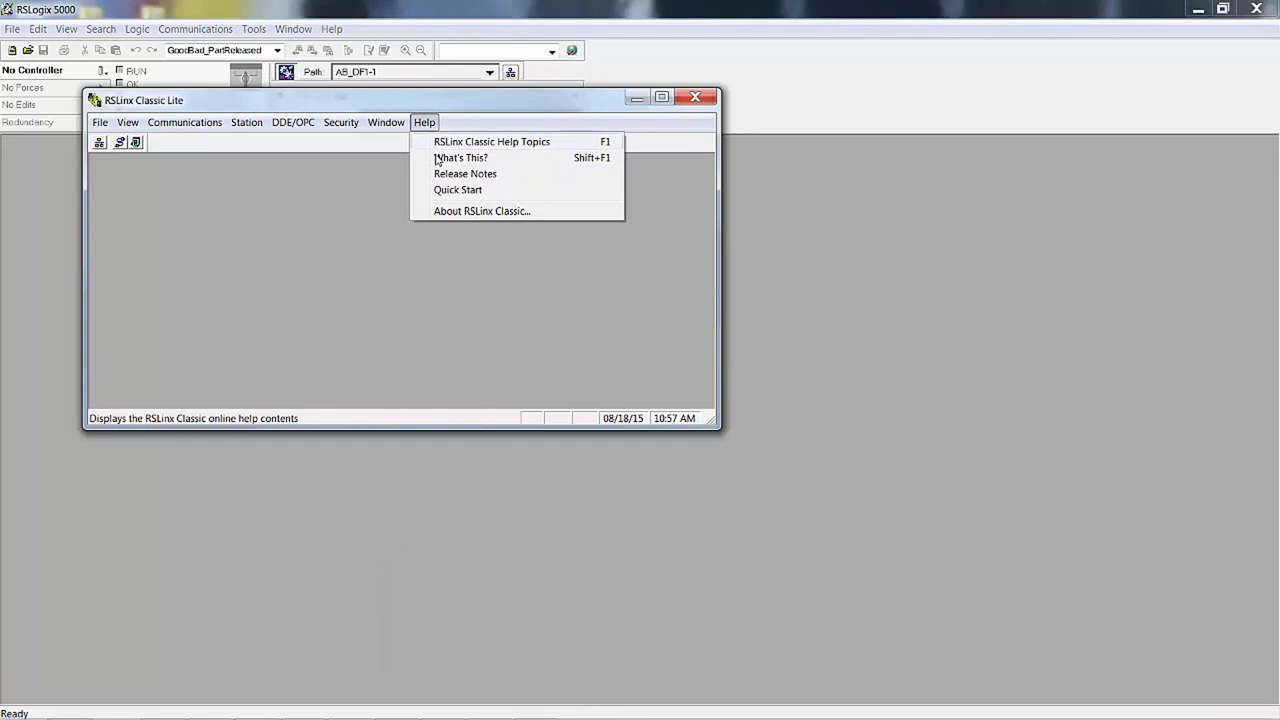 RSLogix 5000
File Edit View Search Logic Communications Tools Window Help
GoodBad_PartReleased
No Controller RUN Path: AB_DF1-1
No Forces OK
No Edits
Redundancy
RSLinx Classic Lite
File View Communications Station DDE/OPC Security Window Help
RSLinx Classic Help Topics F1
What's This? Shift+F1
Release Notes
Quick Start
About RSLinx Classic...
Displays the RSLinx Classic online help contents 08/18/15 10:57 AM
Ready